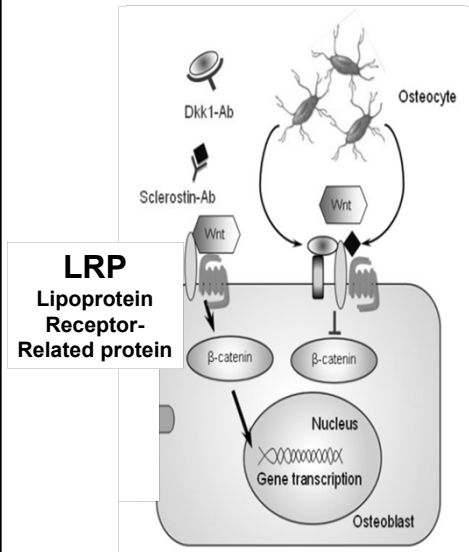 Osteocyte
Dkk1-Ab
Sclerostin-Ab
Wnt
Wnt
LRP
Lipoprotein
Receptor-
Related protein
β-catenin
β-catenin
Nucleus
Gene transcription
Osteoblast